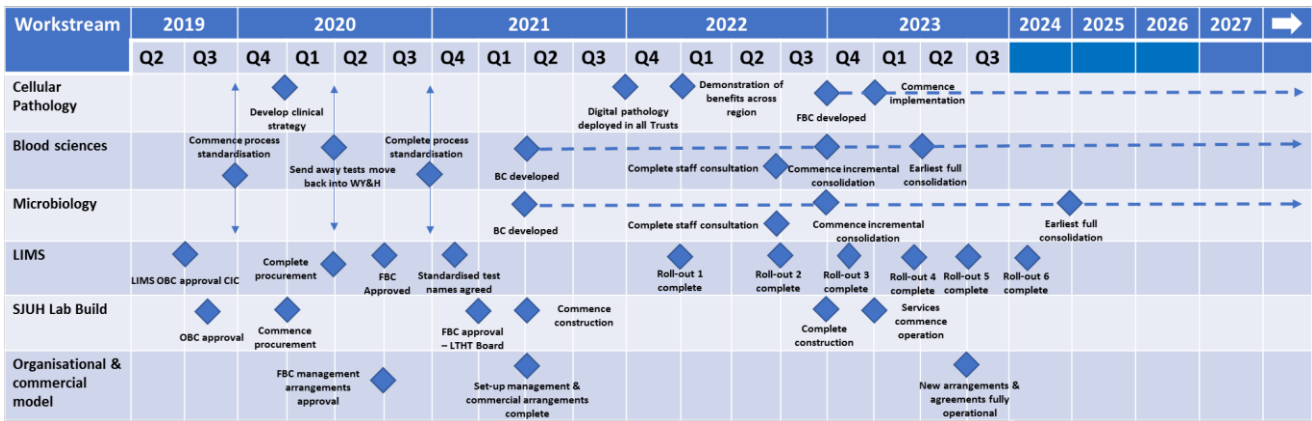 Workstream 2019 2020 2021 2022 2023 2024 2025 2026 2027
Q2 Q3 Q4 Q1 Q2 Q3 Q4 Q1 Q2 Q3 Q4 Q1 Q2 Q3 Q4 Q1 Q2 Q3
Cellular
Pathology
Develop clinical
strategy
Digital pathology
deployed in all Trusts
Demonstration of
benefits across
region
FBC developed
Commence
implementation
Blood sciences
Commence process
standardisation
Send away tests move
back into WY&H
Complete process
standardisation
BC developed
Complete staff consultation
Commence incremental
consolidation
Earliest full
consolidation
Microbiology
BC developed
Complete staff consultation
Commence incremental
consolidation
Earliest full
consolidation
LIMS
LIMS OBC approval CIC
Complete
procurement
FBC
Approved
Standardised test
names agreed
Roll-out 1
complete
Roll-out 2
complete
Roll-out 3
complete
Roll-out 4
complete
Roll-out 5
complete
Roll-out 6
complete
SJUH Lab Build
OBC approval
Commence
procurement
FBC approval
– LTHT Board
Commence
construction
Complete
construction
Services
commence
operation
Organisational &
commercial
model
FBC management
arrangements
approval
Set-up management &
commercial arrangements
complete
New arrangements &
agreements fully
operational